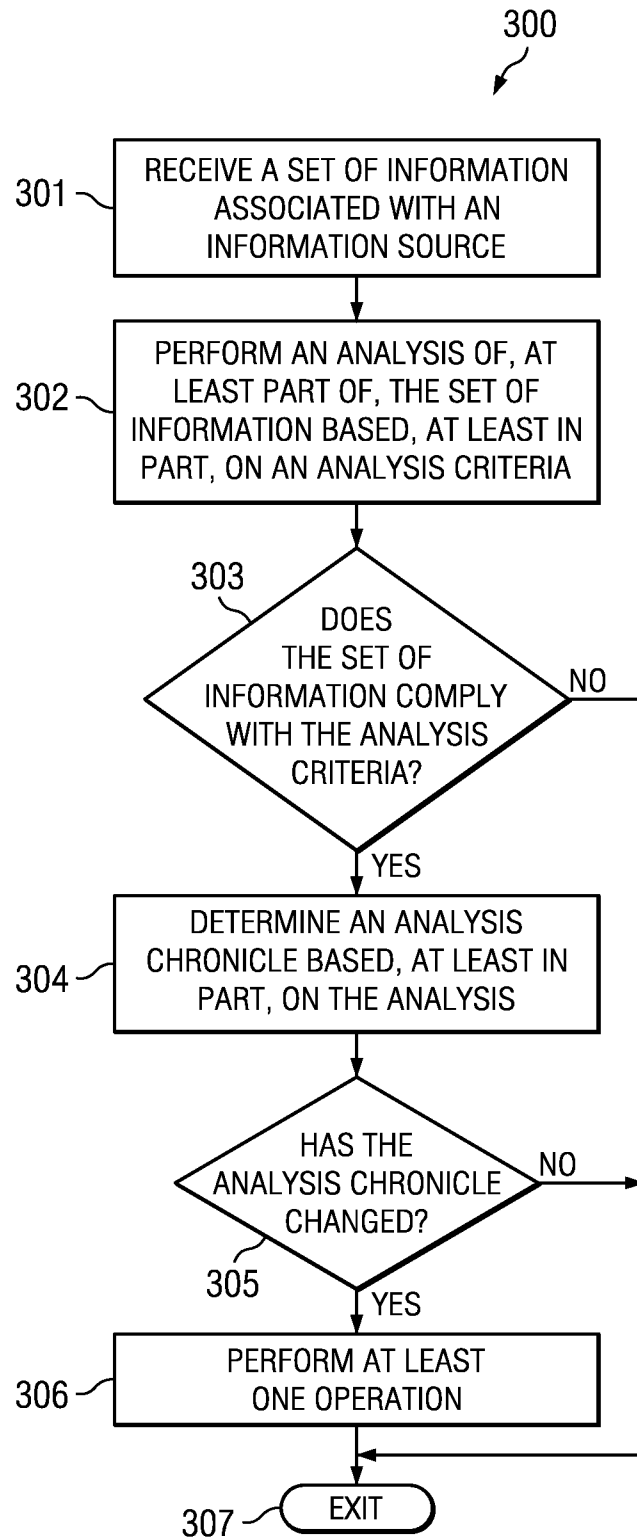 300
301
RECEIVE A SET OF INFORMATION
ASSOCIATED WITH AN
INFORMATION SOURCE
302
PERFORM AN ANALYSIS OF, AT
LEAST PART OF, THE SET OF
INFORMATION BASED, AT LEAST IN
PART, ON AN ANALYSIS CRITERIA
303
DOES
THE SET OF
INFORMATION COMPLY
WITH THE ANALYSIS
CRITERIA?
NO
YES
304
DETERMINE AN ANALYSIS
CHRONICLE BASED, AT LEAST IN
PART, ON THE ANALYSIS
HAS THE
ANALYSIS CHRONICLE
CHANGED?
NO
305
YES
306
PERFORM AT LEAST
ONE OPERATION
307
EXIT